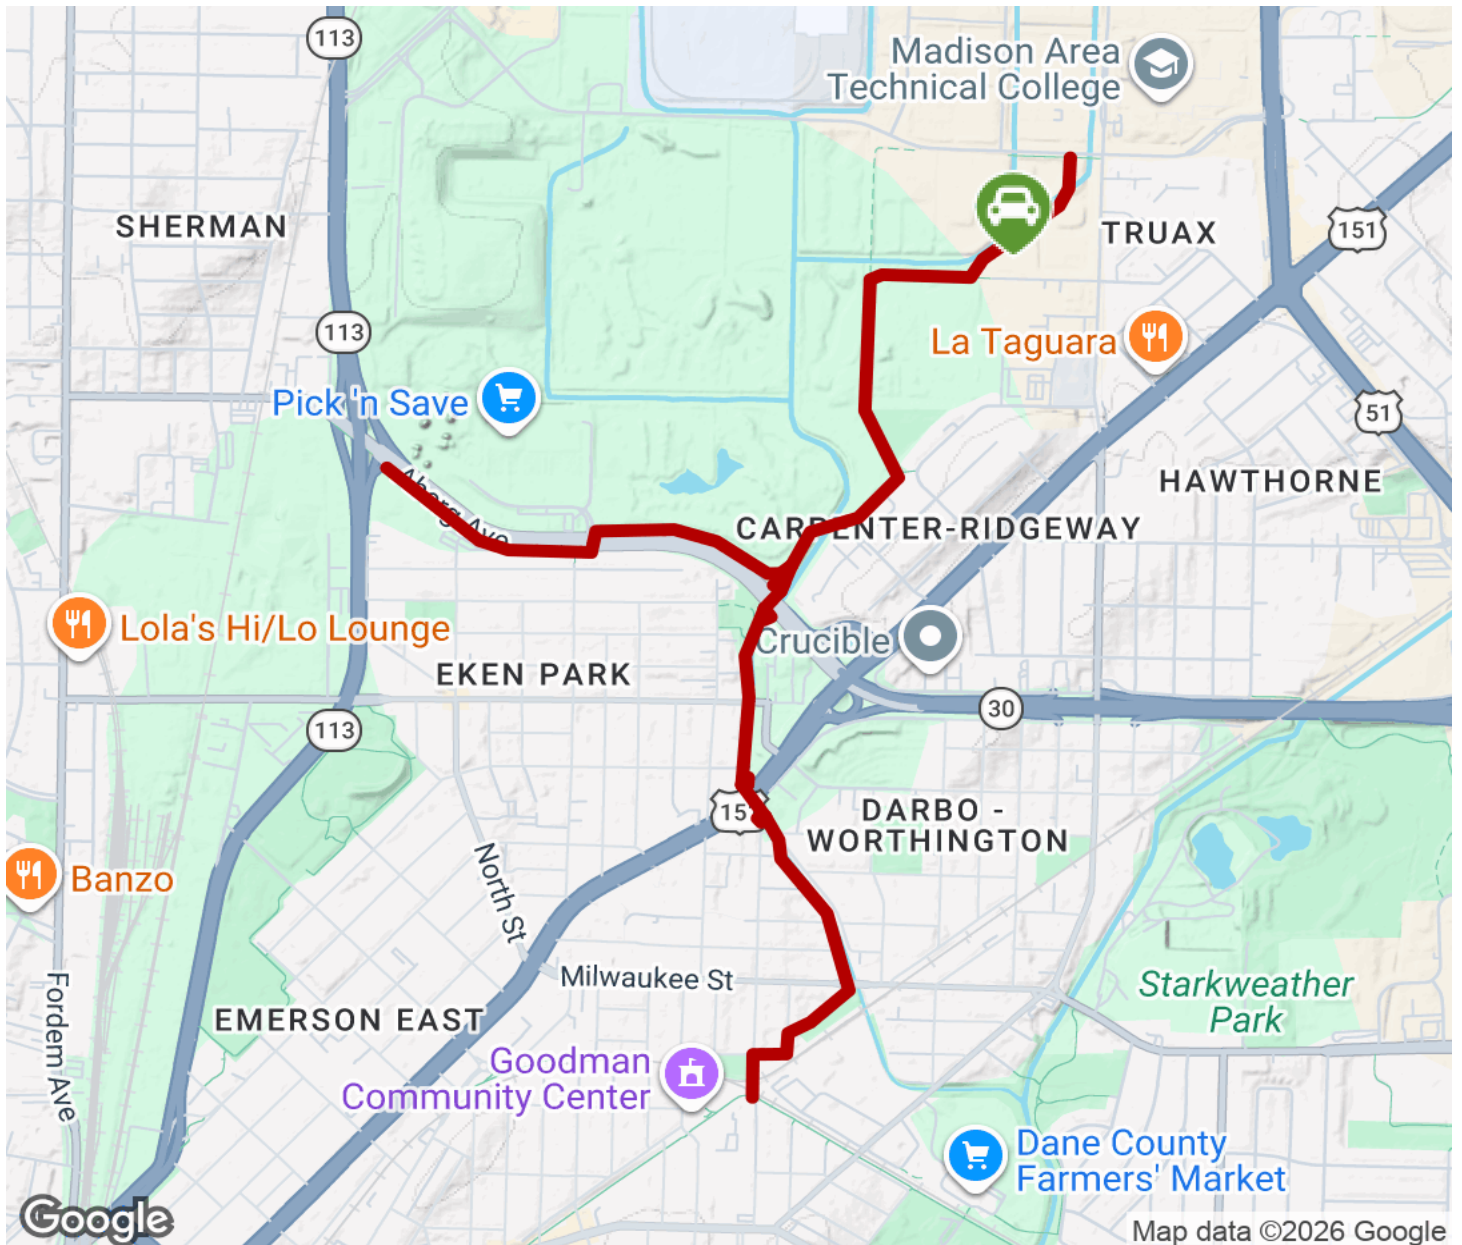 113
Madison Area
Technical College
SHERMAN
TRUAX
151
113
La Taguara
Pick 'n Save
51
Aberg Ave
HAWTHORNE
CARPENTER-RIDGEWAY
Lola's Hi/Lo Lounge
Crucible
EKEN PARK
30
113
DARBO -
WORTHINGTON
North St
Banzo
Milwaukee St
Starkweather
Park
Fordem Ave
EMERSON EAST
Goodman
Community Center
Dane County
Farmers' Market
Google
Map data ©2026 Google